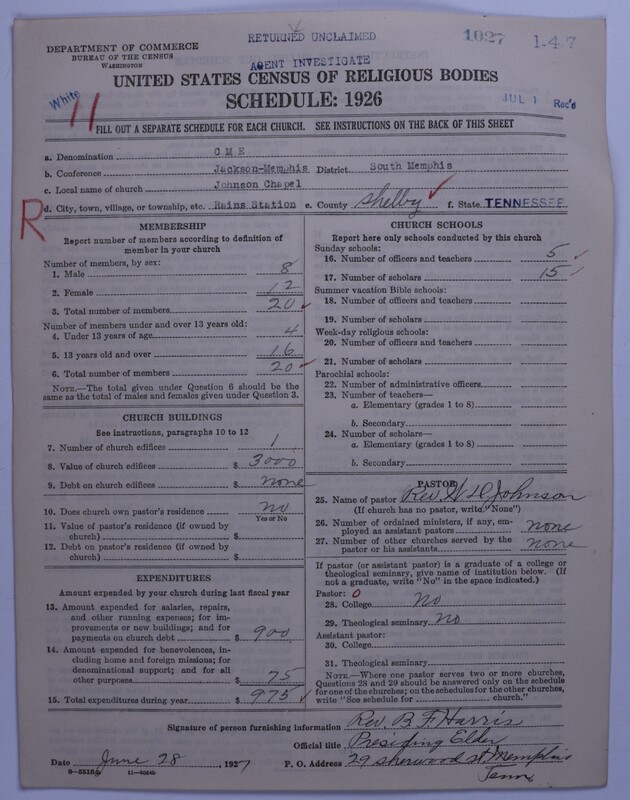 RETURNED UNCLAIMED
1027
1-4-7
DEPARTMENT OF COMMERCE
BUREAU OF THE CENSUS
WASHINGTON
AGENT INVESTIGATE
UNITED STATES CENSUS OF RELIGIOUS BODIES
White
11
SCHEDULE: 1926
JUL 1 Rec'd
FILL OUT A SEPARATE SCHEDULE FOR EACH CHURCH. SEE INSTRUCTIONS ON THE BACK OF THIS SHEET
a. Denomination C M E
b. Conference Jackson-Memphis District South Memphis
c. Local name of church Johnson Chapel
R
d. City, town, village, or township, etc. Rains Station e. County Shelby f. State TENNESSEE
MEMBERSHIP
Report number of members according to definition of
member in your church
Number of members, by sex:
1. Male 8
2. Female 12
3. Total number of members 20
Number of members under and over 13 years old:
4. Under 13 years of age 4
5. 13 years old and over 16
6. Total number of members 20
NOTE.—The total given under Question 6 should be
same as the total of males and females given under Question 3.
CHURCH BUILDINGS
See instructions, paragraphs 10 to 12
7. Number of church edifices 1
8. Value of church edifices $ 3000
9. Debt on church edifices $ none
10. Does church own pastor's residence no
Yes or No
11. Value of pastor's residence (if owned by
church) $
12. Debt on pastor's residence (if owned by
church) $
EXPENDITURES
Amount expended by your church during last fiscal year
13. Amount expended for salaries, repairs,
and other running expenses; for im-
provements or new buildings; and for
payments on church debt $ 900
14. Amount expended for benevolences, in-
cluding home and foreign missions; for
denominational support; and for all
other purposes $ 75
15. Total expenditures during year $ 975
CHURCH SCHOOLS
Report here only schools conducted by this church
Sunday schools:
16. Number of officers and teachers 5
17. Number of scholars 15
Summer vacation Bible schools:
18. Number of officers and teachers
19. Number of scholars
Week-day religious schools:
20. Number of officers and teachers
21. Number of scholars
Parochial schools:
22. Number of administrative officers
23. Number of teachers—
a. Elementary (grades 1 to 8)
b. Secondary
24. Number of scholars—
a. Elementary (grades 1 to 8)
b. Secondary
PASTOR
25. Name of pastor Rev Johnson
(If church has no pastor, write "None")
26. Number of ordained ministers, if any, em-
ployed as assistant pastors none
27. Number of other churches served by the
pastor or his assistants none
If pastor (or assistant pastor) is a graduate of a college or
theological seminary, give name of institution below. (If
not a graduate, write "No" in the space indicated.)
Pastor: 0
28. College No
29. Theological seminary No
Assistant pastor:
30. College
31. Theological seminary
NOTE.—Where one pastor serves two or more churches,
Questions 28 and 29 should be answered only on the schedule
for one of the churches; on the schedules for the other churches,
write "See schedule for church."
Signature of person furnishing information Rev. B F Harris
Official title Presiding Elder
Date June 28, 1927 P. O. Address 29 Sherwood st. Memphis
Tenn
8—5515a 11—4024b